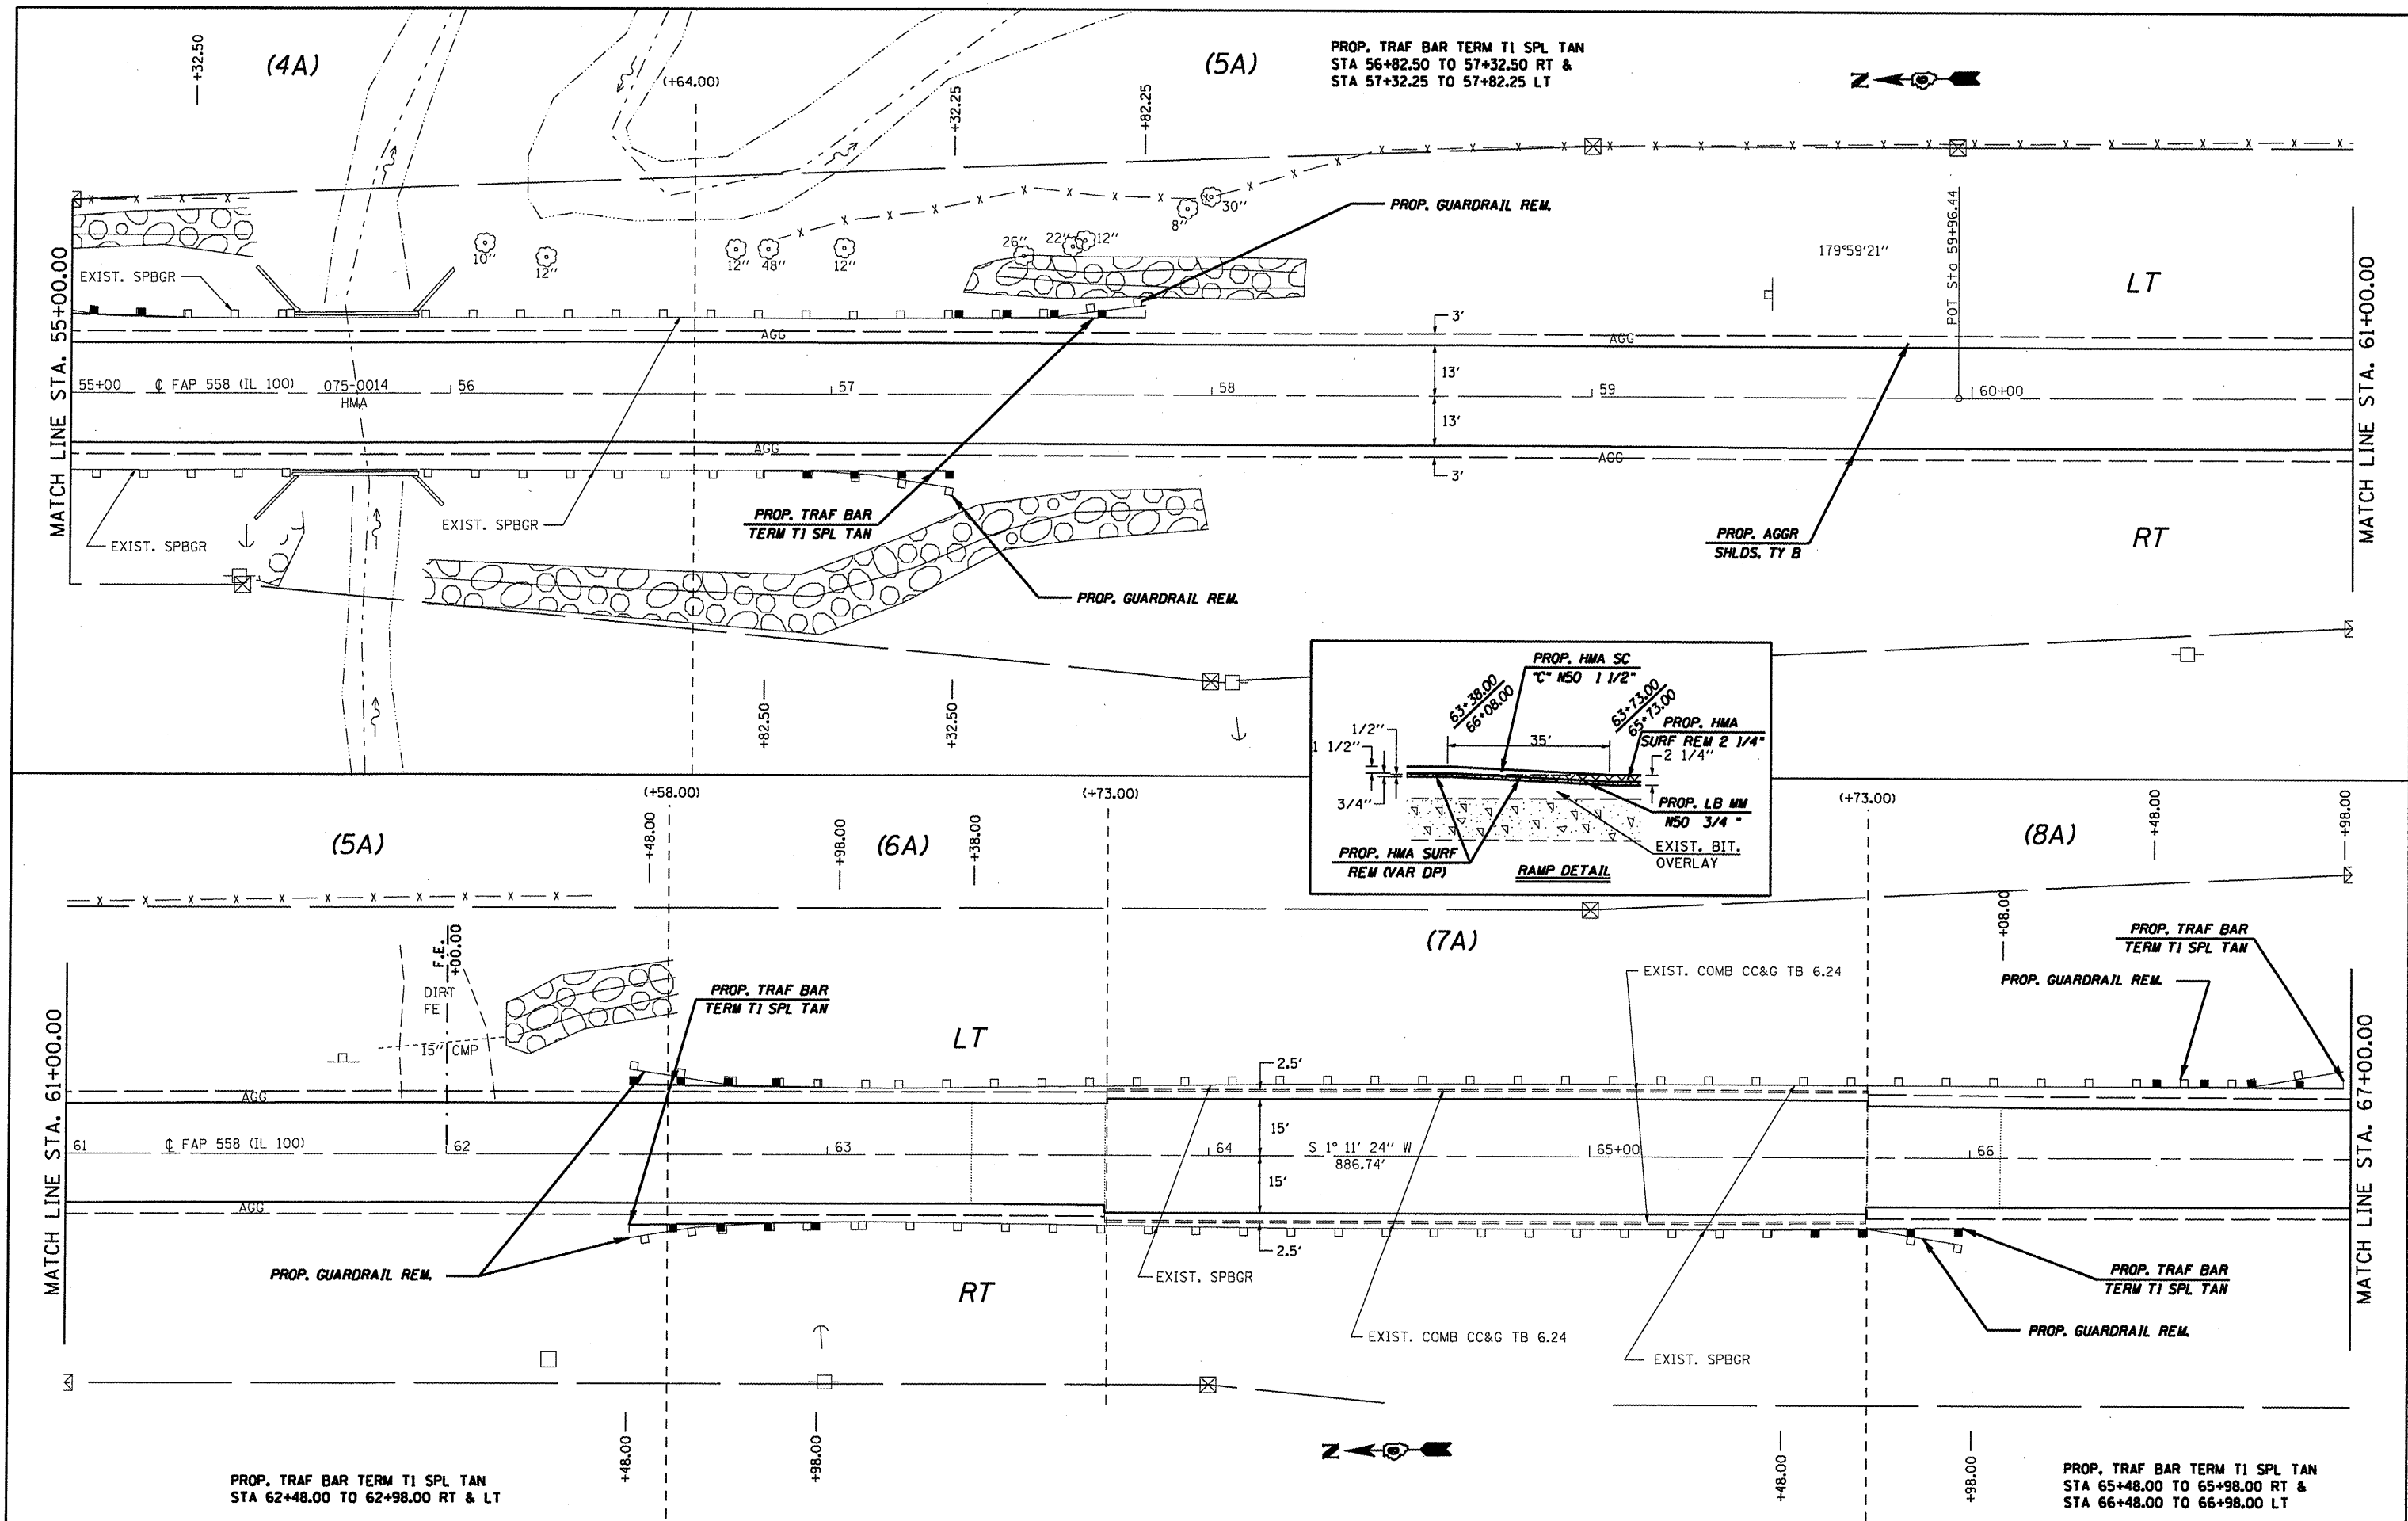 +32.50
(4A)
(+64.00)
+32.25
(5A)
+82.25
PROP. TRAF BAR TERM T1 SPL TAN
STA 56+82.50 TO 57+32.50 RT &
STA 57+32.25 TO 57+82.25 LT
N
MATCH LINE STA. 55+00.00
EXIST. SPBGR
10"
12"
12"
48"
12"
26"
22"
12"
8"
30"
PROP. GUARDRAIL REM.
179°59'21"
POT Sta 59+96.44
LT
MATCH LINE STA. 61+00.00
AGG
3'
AGG
13'
55+00
℄ FAP 558 (IL 100)
075-0014
HMA
56
57
58
59
60+00
13'
AGG
AGG
3'
EXIST. SPBGR
EXIST. SPBGR
PROP. TRAF BAR
TERM T1 SPL TAN
PROP. AGGR
SHLDS. TY B
RT
PROP. GUARDRAIL REM.
+82.50
+32.50
PROP. HMA SC
"C" N50 1 1/2"
63+38.00
66+08.00
63+73.00
65+73.00
PROP. HMA
SURF REM 2 1/4"
35'
1/2"
1 1/2"
2 1/4"
3/4"
PROP. LB MM
N50 3/4 "
EXIST. BIT.
OVERLAY
PROP. HMA SURF
REM (VAR DP)
RAMP DETAIL
(+58.00)
(+73.00)
(+73.00)
(5A)
+48.00
+98.00
(6A)
+38.00
(8A)
+48.00
+98.00
(7A)
+08.00
PROP. TRAF BAR
TERM T1 SPL TAN
PROP. GUARDRAIL REM.
F.E.
+00.00
DIRT
FE
15" CMP
PROP. TRAF BAR
TERM T1 SPL TAN
LT
EXIST. COMB CC&G TB 6.24
MATCH LINE STA. 61+00.00
MATCH LINE STA. 67+00.00
AGG
2.5'
15'
61
℄ FAP 558 (IL 100)
62
63
64
S 1° 11' 24" W
886.74'
65+00
66
15'
AGG
2.5'
PROP. GUARDRAIL REM.
RT
EXIST. SPBGR
EXIST. COMB CC&G TB 6.24
EXIST. SPBGR
PROP. TRAF BAR
TERM T1 SPL TAN
PROP. GUARDRAIL REM.
+48.00
+98.00
N
+48.00
+98.00
PROP. TRAF BAR TERM T1 SPL TAN
STA 62+48.00 TO 62+98.00 RT & LT
PROP. TRAF BAR TERM T1 SPL TAN
STA 65+48.00 TO 65+98.00 RT &
STA 66+48.00 TO 66+98.00 LT